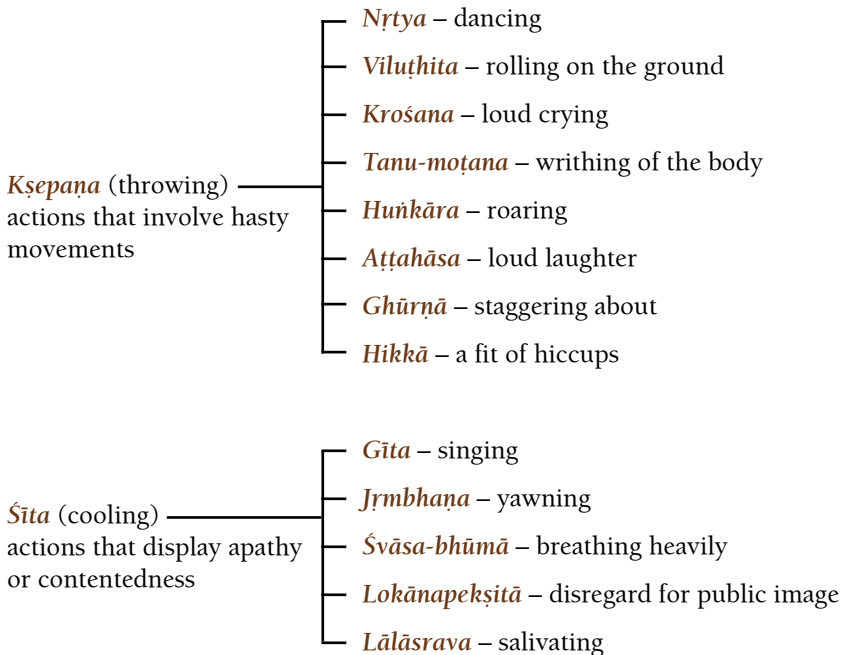 Nṛtya – dancing
Viluṭhita – rolling on the ground
Krośana – loud crying
Tanu-moṭana – writhing of the body
Kṣepaṇa (throwing)
actions that involve hasty
movements
Huṅkāra – roaring
Aṭṭahāsa – loud laughter
Ghūrṇā – staggering about
Hikkā – a fit of hiccups
Gīta – singing
Jṛmbhaṇa – yawning
Śīta (cooling)
actions that display apathy
or contentedness
Śvāsa-bhūmā – breathing heavily
Lokānapekṣitā – disregard for public image
Lālāsrava – salivating